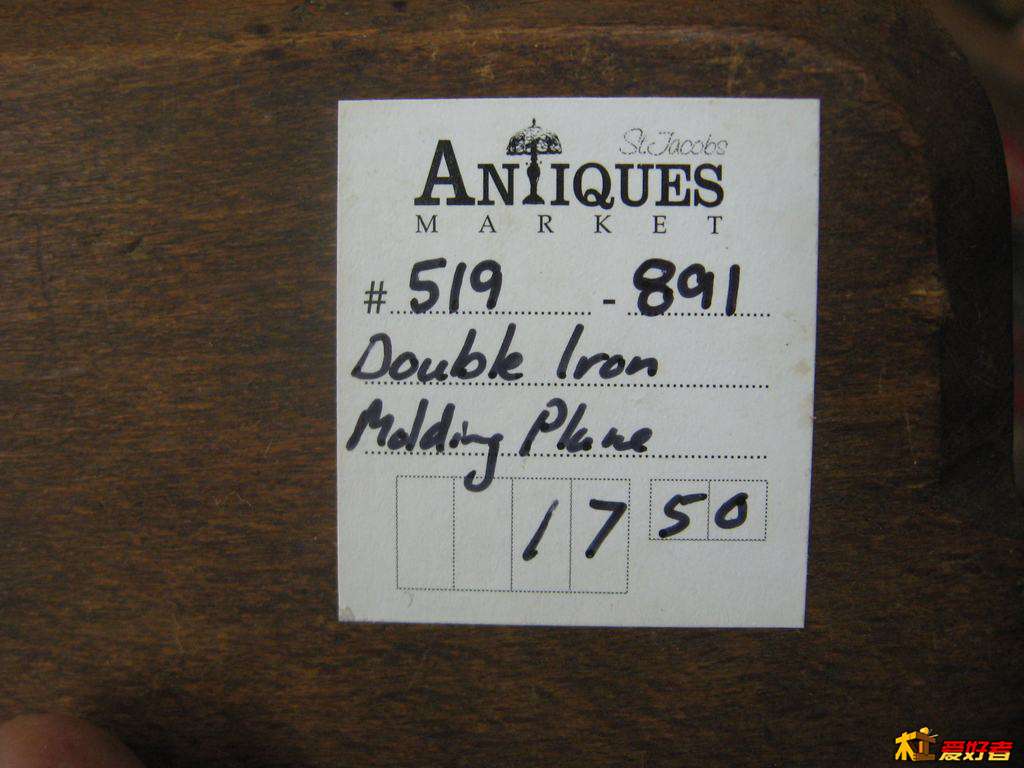 St. Jacobs
ANTIQUES
MARKET
# 519 - 891
Double Iron
Molding Plane
17 50
木工爱好者